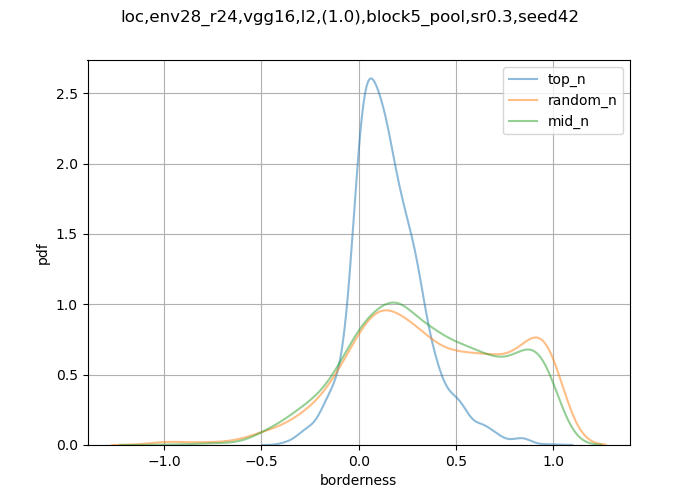 loc,env28_r24,vgg16,l2,(1.0),block5_pool,sr0.3,seed42
top_n
random_n
mid_n
2.5
2.0
1.5
1.0
0.5
0.0
pdf
−1.0
−0.5
0.0
0.5
1.0
borderness